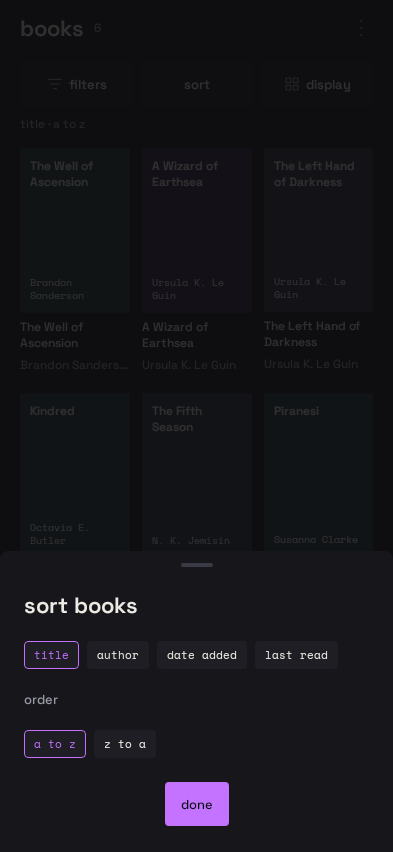 books 6
filters sort display
title · a to z
The Well of
Ascension
Brandon
Sanderson
A Wizard of
Earthsea
Ursula K. Le
Guin
The Left Hand
of Darkness
Ursula K. Le
Guin
The Well of
Ascension
Brandon Sanders...
A Wizard of
Earthsea
Ursula K. Le Guin
The Left Hand of
Darkness
Ursula K. Le Guin
Kindred
Octavia E.
Butler
The Fifth
Season
N. K. Jemisin
Piranesi
Susanna Clarke
sort books
title author date added last read
order
a to z z to a
done